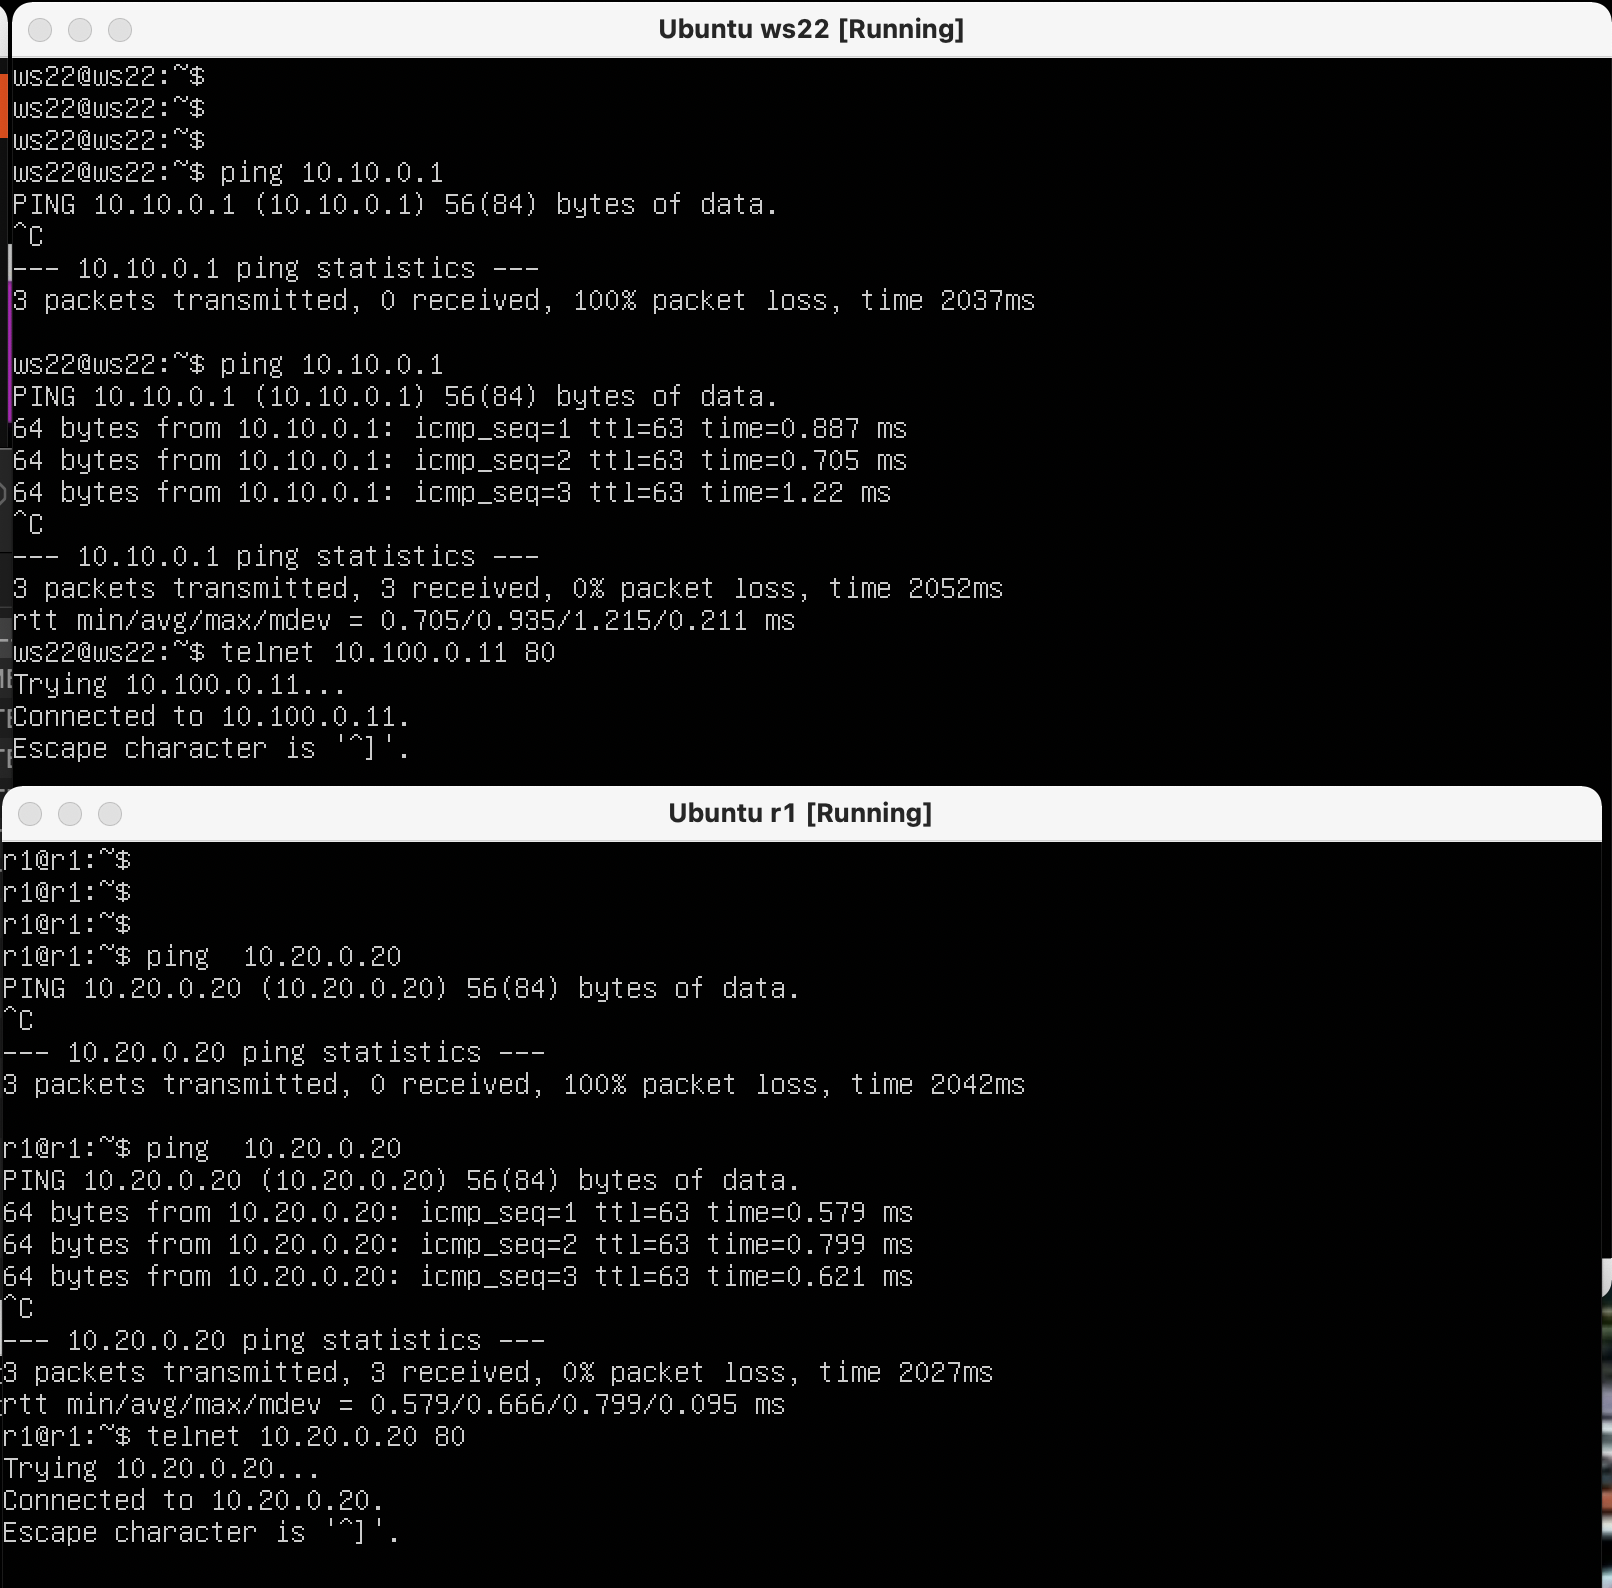 Ubuntu ws22 [Running]
ws22@ws22:~$
ws22@ws22:~$
ws22@ws22:~$
ws22@ws22:~$ ping 10.10.0.1
PING 10.10.0.1 (10.10.0.1) 56(84) bytes of data.
^C
--- 10.10.0.1 ping statistics ---
3 packets transmitted, 0 received, 100% packet loss, time 2037ms
ws22@ws22:~$ ping 10.10.0.1
PING 10.10.0.1 (10.10.0.1) 56(84) bytes of data.
64 bytes from 10.10.0.1: icmp_seq=1 ttl=63 time=0.887 ms
64 bytes from 10.10.0.1: icmp_seq=2 ttl=63 time=0.705 ms
64 bytes from 10.10.0.1: icmp_seq=3 ttl=63 time=1.22 ms
^C
--- 10.10.0.1 ping statistics ---
3 packets transmitted, 3 received, 0% packet loss, time 2052ms
rtt min/avg/max/mdev = 0.705/0.935/1.215/0.211 ms
ws22@ws22:~$ telnet 10.100.0.11 80
Trying 10.100.0.11...
Connected to 10.100.0.11.
Escape character is '^]'.
Ubuntu r1 [Running]
r1@r1:~$
r1@r1:~$
r1@r1:~$
r1@r1:~$ ping  10.20.0.20
PING 10.20.0.20 (10.20.0.20) 56(84) bytes of data.
^C
--- 10.20.0.20 ping statistics ---
3 packets transmitted, 0 received, 100% packet loss, time 2042ms
r1@r1:~$ ping  10.20.0.20
PING 10.20.0.20 (10.20.0.20) 56(84) bytes of data.
64 bytes from 10.20.0.20: icmp_seq=1 ttl=63 time=0.579 ms
64 bytes from 10.20.0.20: icmp_seq=2 ttl=63 time=0.799 ms
64 bytes from 10.20.0.20: icmp_seq=3 ttl=63 time=0.621 ms
^C
--- 10.20.0.20 ping statistics ---
3 packets transmitted, 3 received, 0% packet loss, time 2027ms
rtt min/avg/max/mdev = 0.579/0.666/0.799/0.095 ms
r1@r1:~$ telnet 10.20.0.20 80
Trying 10.20.0.20...
Connected to 10.20.0.20.
Escape character is '^]'.